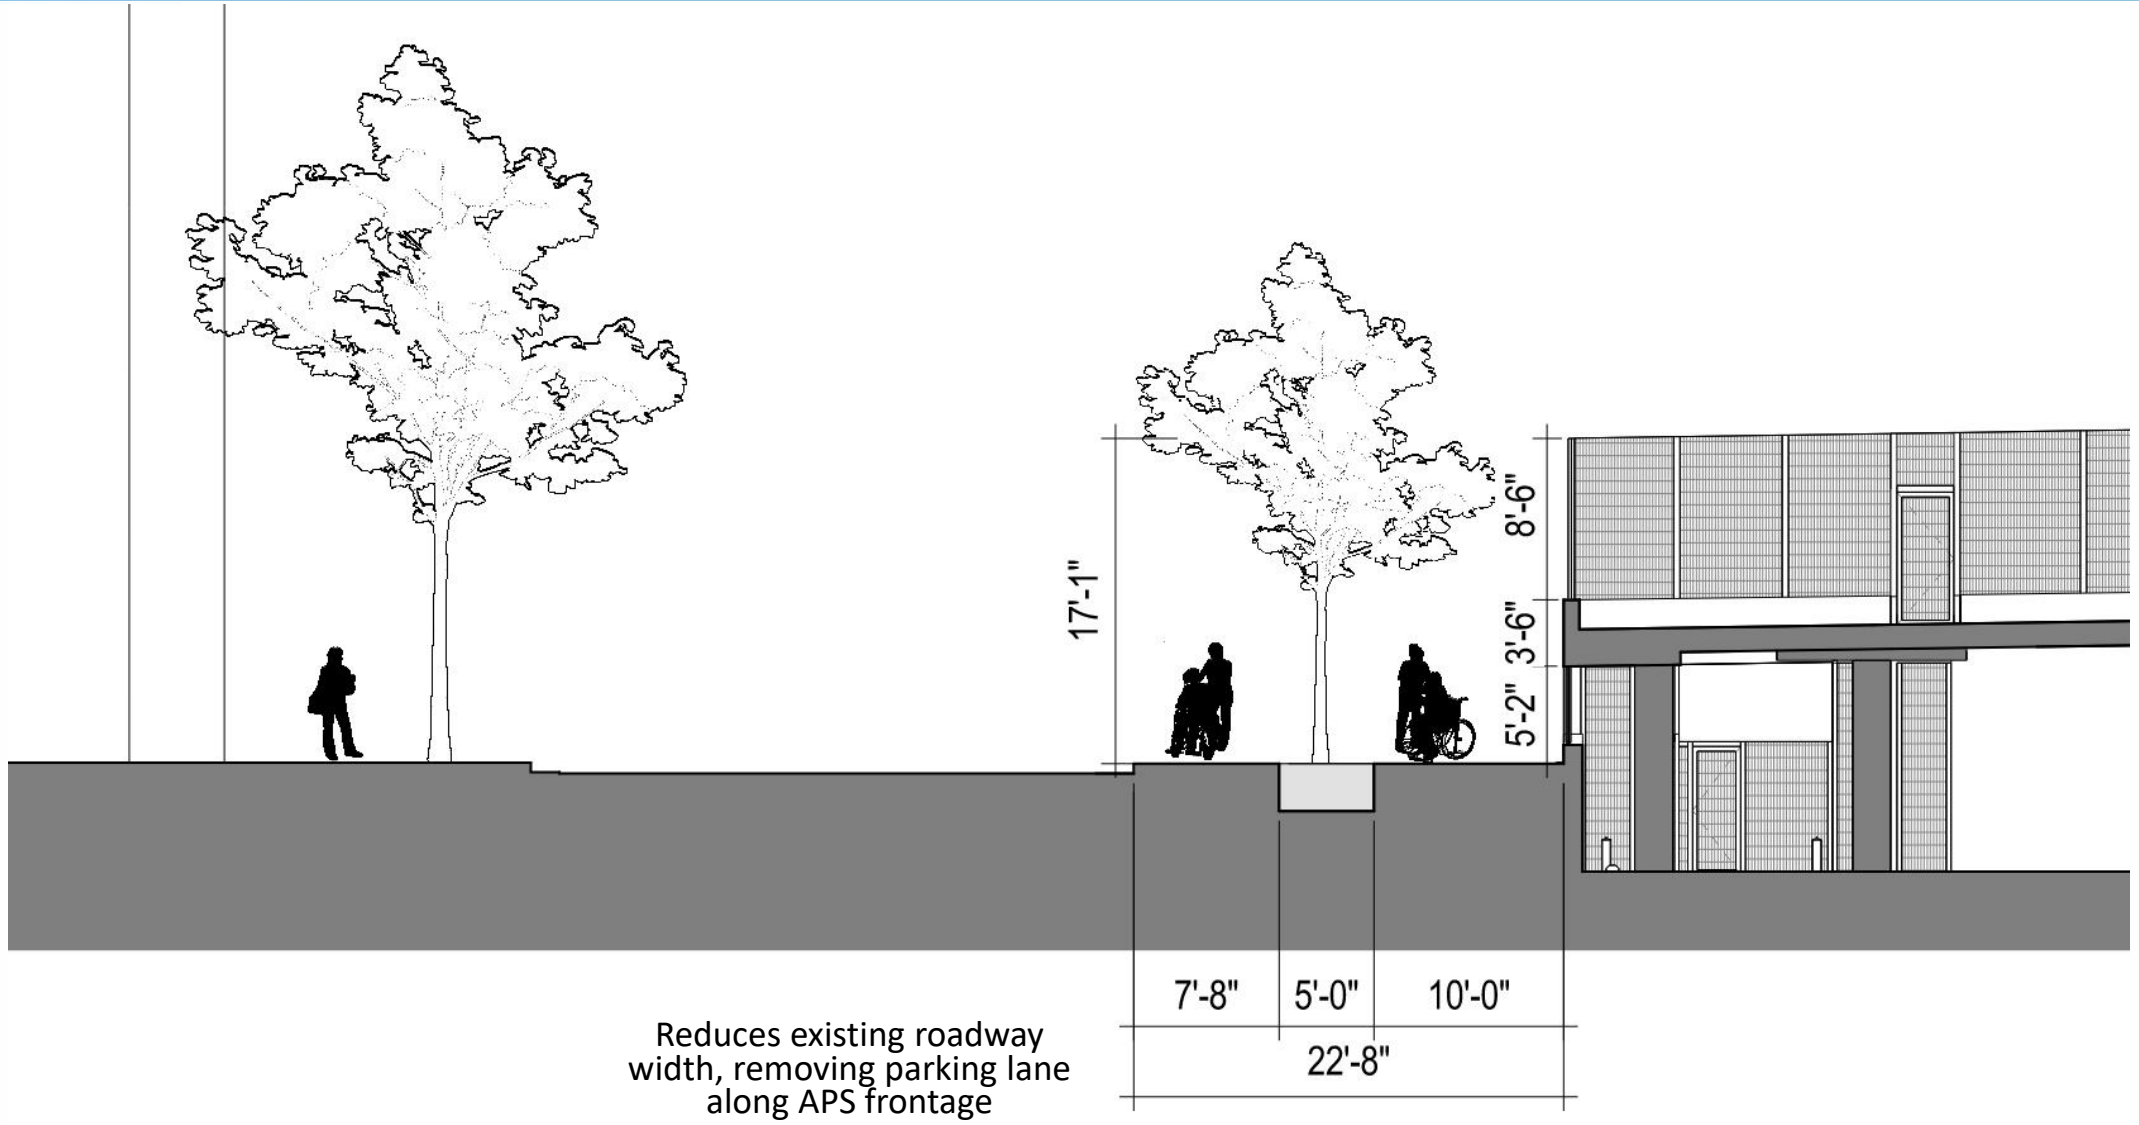 17'-1"
8'-6"
3'-6"
5'-2"
7'-8"
5'-0"
10'-0"
22'-8"
Reduces existing roadway
width, removing parking lane
along APS frontage